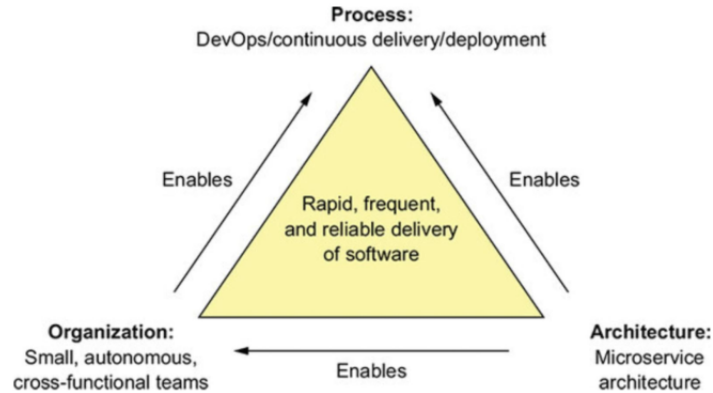 Process:
DevOps/continuous delivery/deployment
Enables
Enables
Rapid, frequent,
and reliable delivery
of software
Organization:
Small, autonomous,
cross-functional teams
Enables
Architecture:
Microservice
architecture